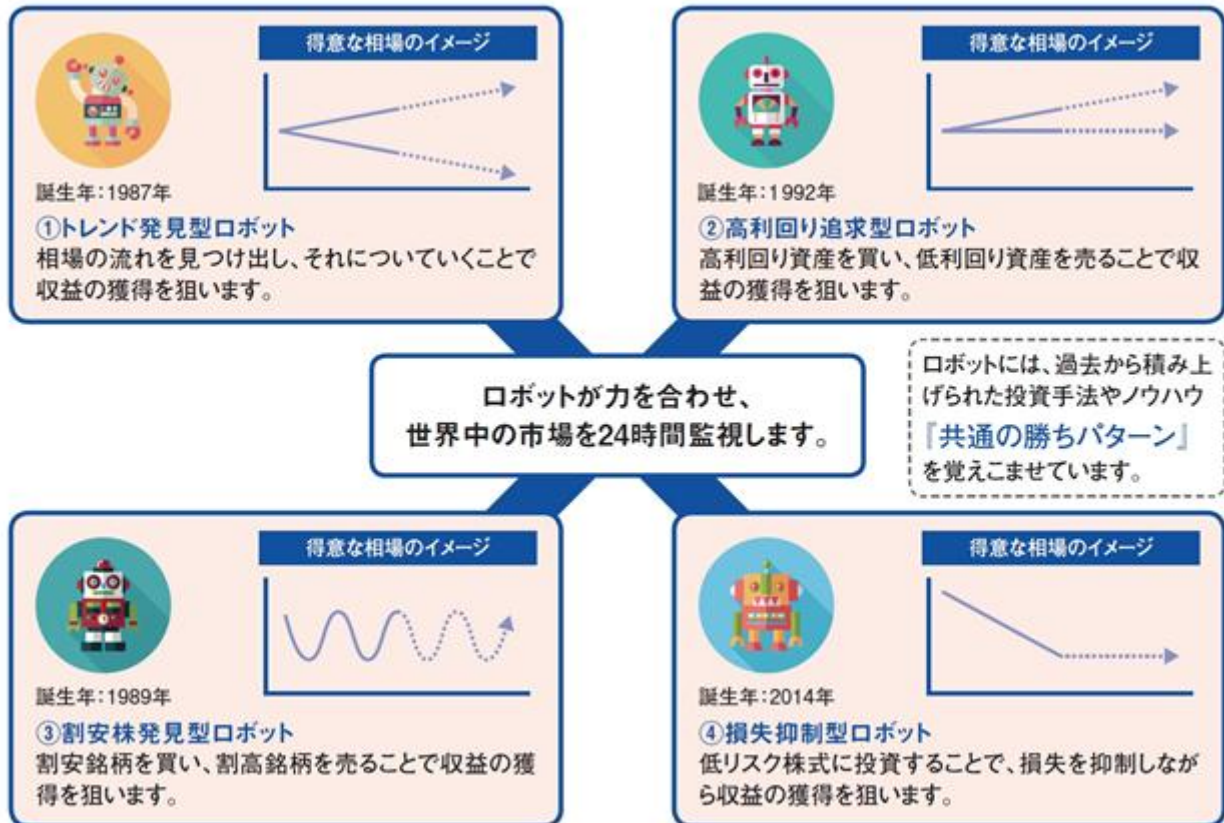 得意な相場のイメージ
誕生年:1987年
①トレンド発見型ロボット
相場の流れを見つけ出し、それについていくことで
収益の獲得を狙います。
得意な相場のイメージ
誕生年:1992年
②高利回り追求型ロボット
高利回り資産を買い、低利回り資産を売ることで収
益の獲得を狙います。
ロボットが力を合わせ、
世界中の市場を24時間監視します。
ロボットには、過去から積み上
げられた投資手法やノウハウ
『共通の勝ちパターン』
を覚えこませています。
得意な相場のイメージ
誕生年:1989年
③割安株発見型ロボット
割安銘柄を買い、割高銘柄を売ることで収益の獲
得を狙います。
得意な相場のイメージ
誕生年:2014年
④損失抑制型ロボット
低リスク株式に投資することで、損失を抑制しなが
ら収益の獲得を狙います。